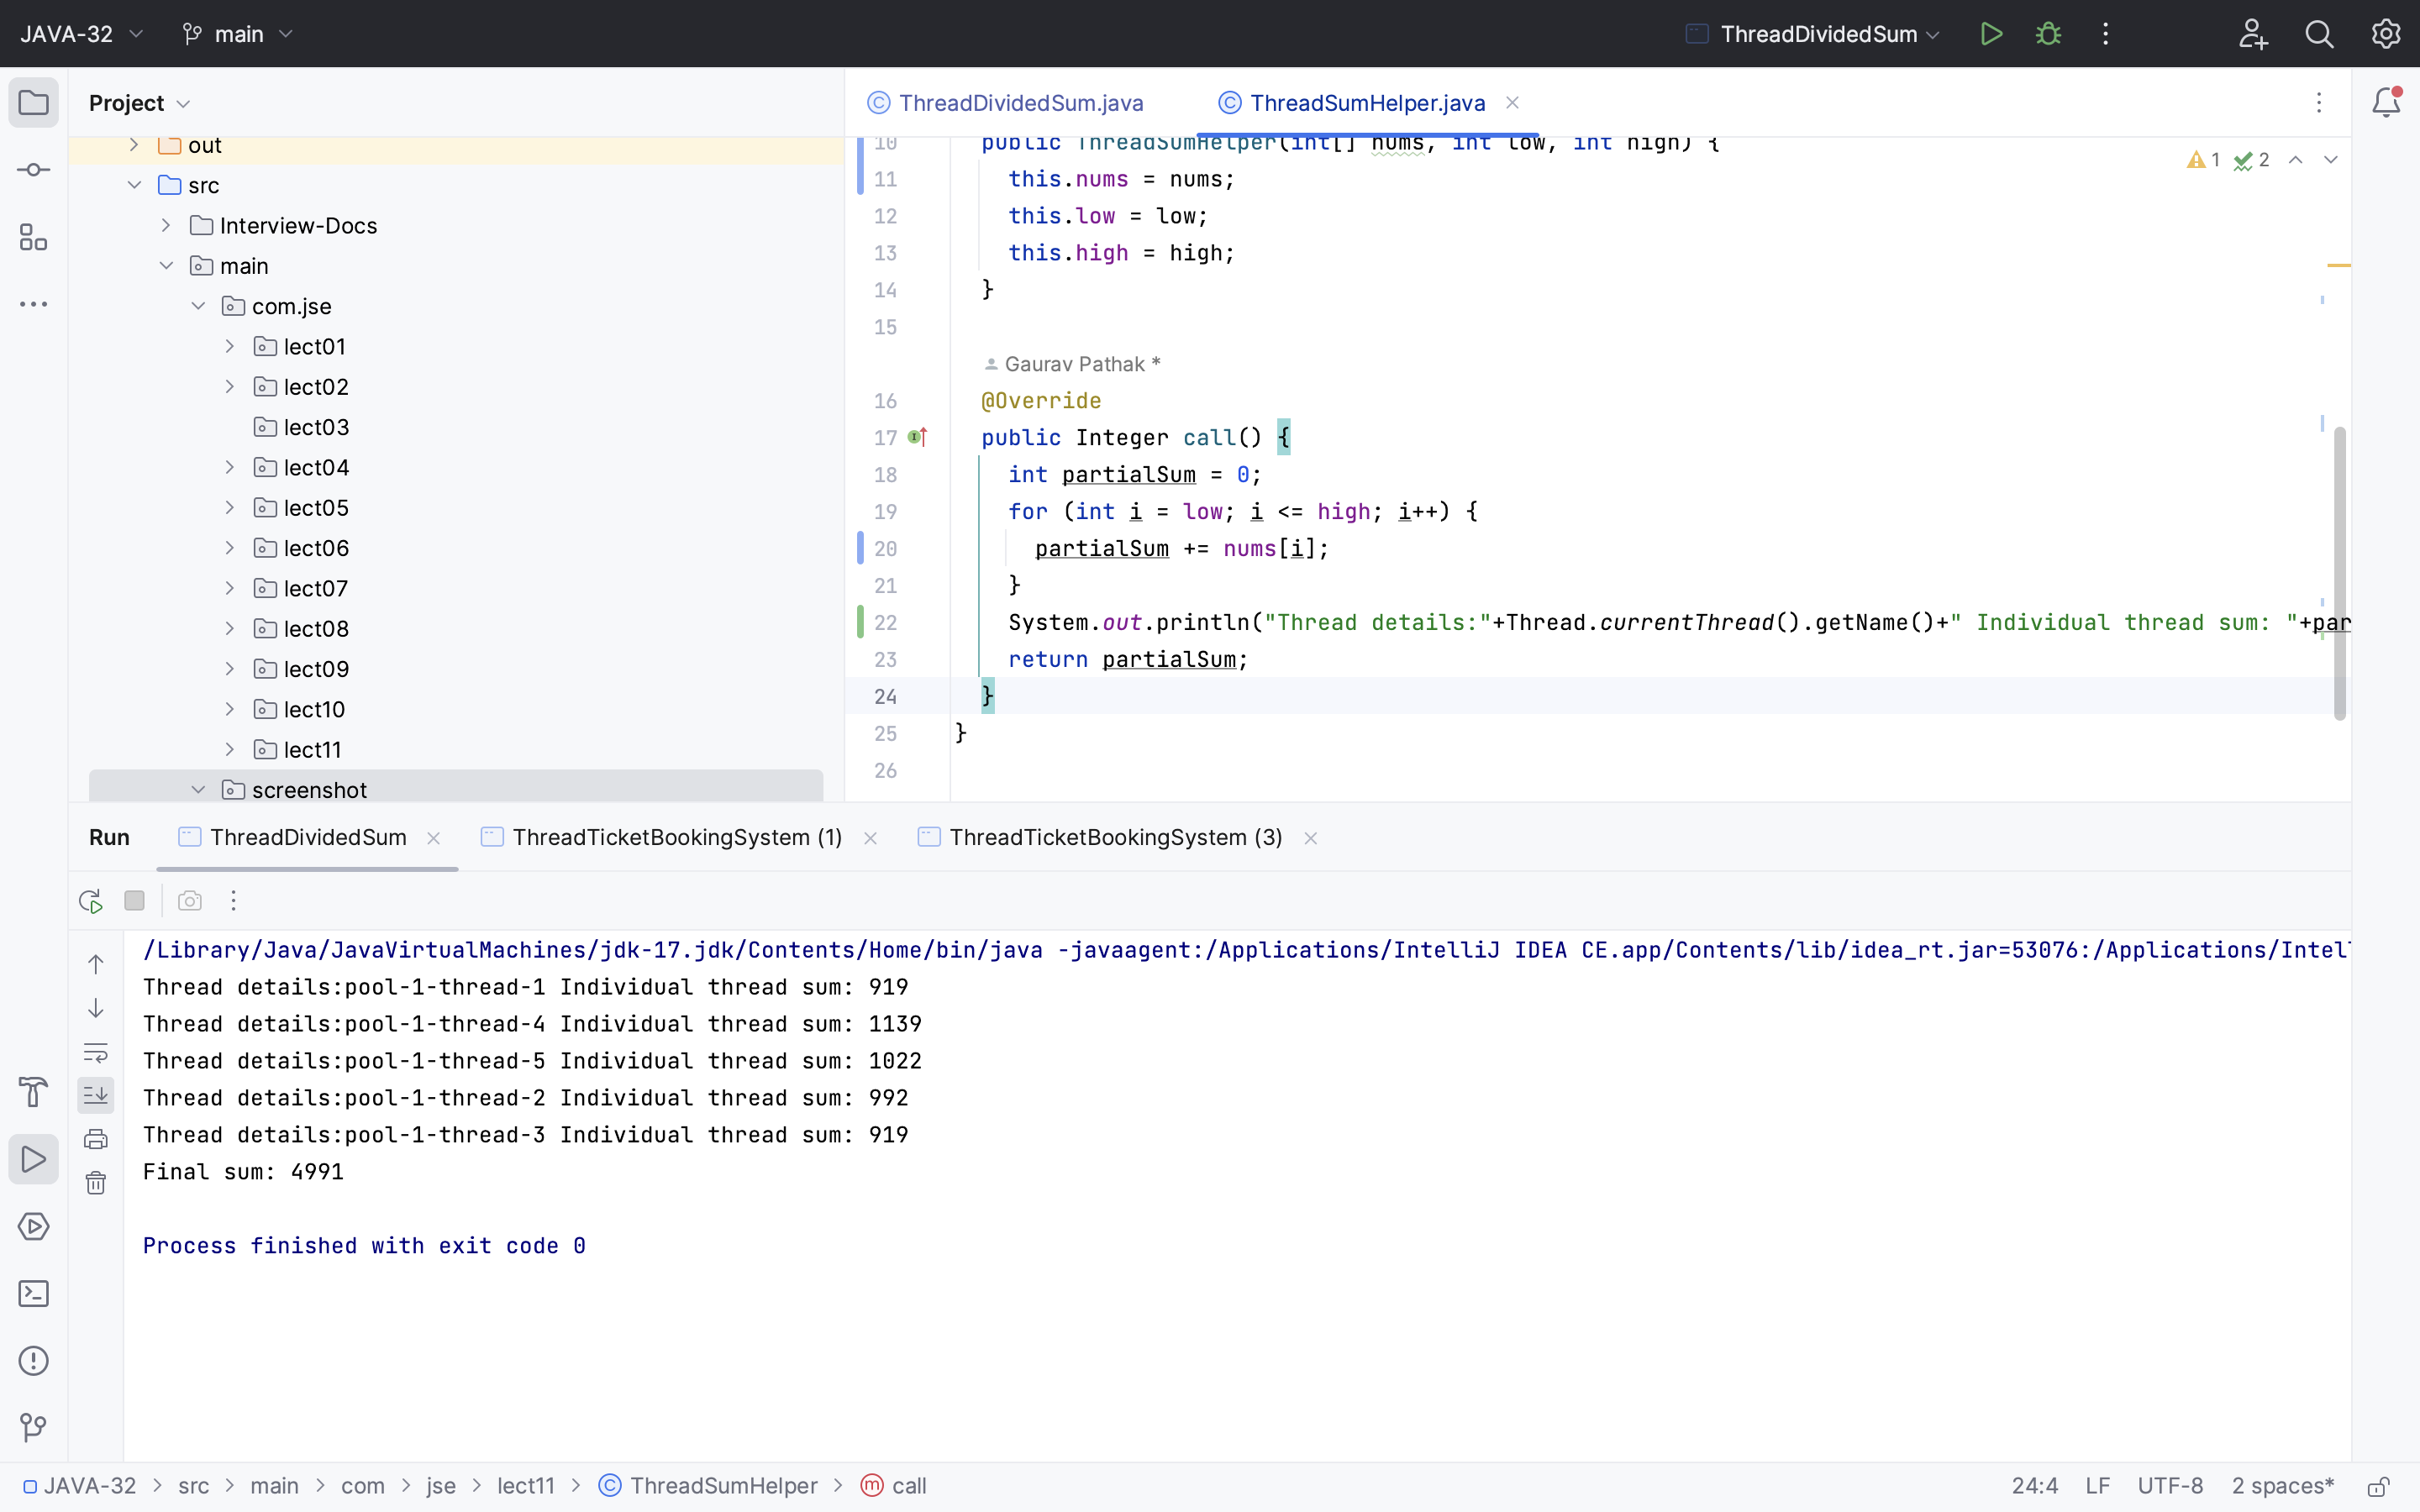 JAVA-32 main ThreadDividedSum
Project
out
src
Interview-Docs
main
com.jse
lect01
lect02
lect03
lect04
lect05
lect06
lect07
lect08
lect09
lect10
lect11
screenshot
ThreadDividedSum.java ThreadSumHelper.java
1 2
10 public ThreadSumHelper(int[] nums, int low, int high) {
11 this.nums = nums;
12 this.low = low;
13 this.high = high;
14 }
15
Gaurav Pathak *
16 @Override
17 public Integer call() {
18 int partialSum = 0;
19 for (int i = low; i <= high; i++) {
20 partialSum += nums[i];
21 }
22 System.out.println("Thread details:"+Thread.currentThread().getName()+" Individual thread sum: "+par
23 return partialSum;
24 }
25 }
26
Run ThreadDividedSum ThreadTicketBookingSystem (1) ThreadTicketBookingSystem (3)
/Library/Java/JavaVirtualMachines/jdk-17.jdk/Contents/Home/bin/java -javaagent:/Applications/IntelliJ IDEA CE.app/Contents/lib/idea_rt.jar=53076:/Applications/Intel
Thread details:pool-1-thread-1 Individual thread sum: 919
Thread details:pool-1-thread-4 Individual thread sum: 1139
Thread details:pool-1-thread-5 Individual thread sum: 1022
Thread details:pool-1-thread-2 Individual thread sum: 992
Thread details:pool-1-thread-3 Individual thread sum: 919
Final sum: 4991
Process finished with exit code 0
JAVA-32 > src > main > com > jse > lect11 > ThreadSumHelper > call 24:4 LF UTF-8 2 spaces*